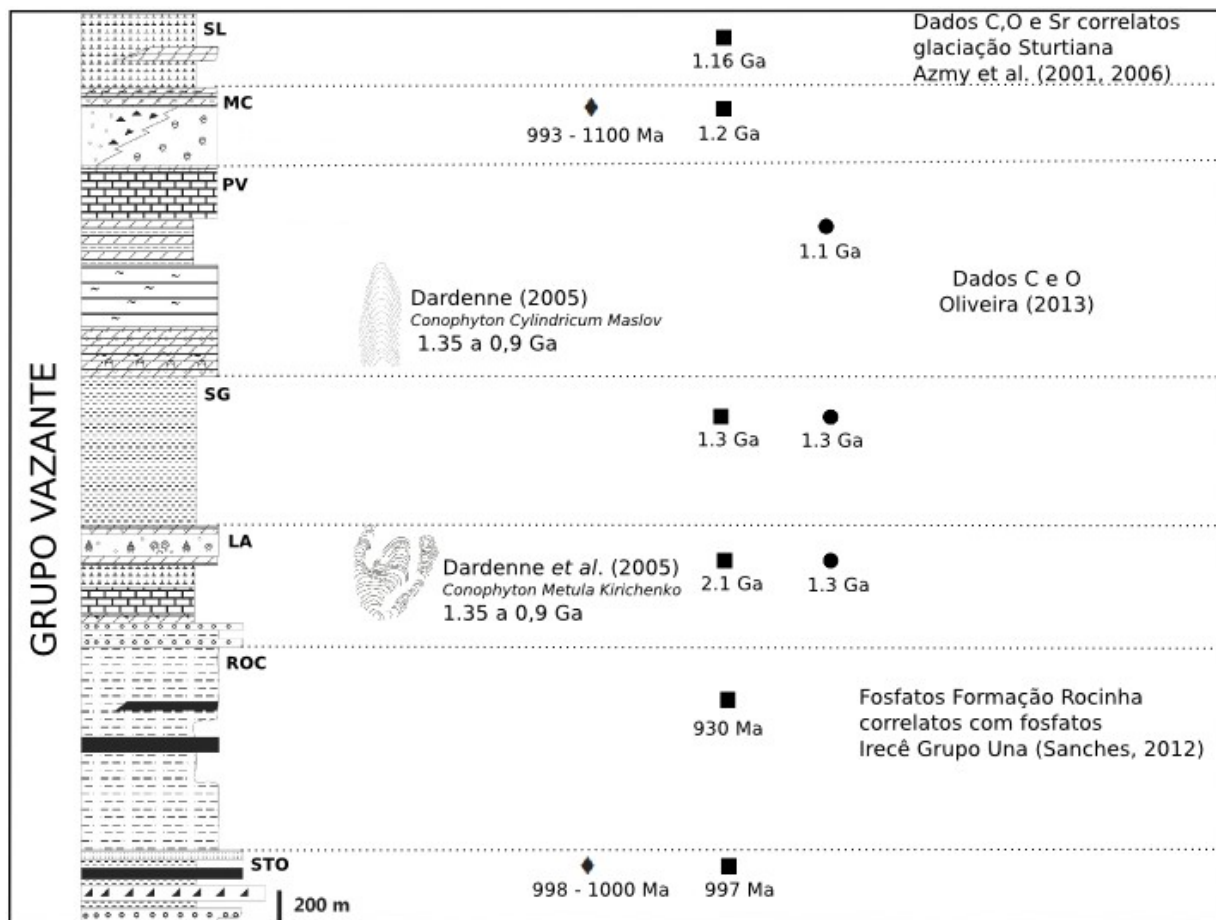 GRUPO VAZANTE
SL
1.16 Ga
Dados C,O e Sr correlatos
glaciação Sturtiana
Azmy et al. (2001, 2006)
MC
993 - 1100 Ma
1.2 Ga
PV
1.1 Ga
Dardenne (2005)
Conophyton Cylindricum Maslov
1.35 a 0,9 Ga
Dados C e O
Oliveira (2013)
SG
1.3 Ga
1.3 Ga
LA
Dardenne et al. (2005)
Conophyton Metula Kirichenko
1.35 a 0,9 Ga
2.1 Ga
1.3 Ga
ROC
930 Ma
Fosfatos Formação Rocinha
correlatos com fosfatos
Irecê Grupo Una (Sanches, 2012)
STO
998 - 1000 Ma
997 Ma
200 m